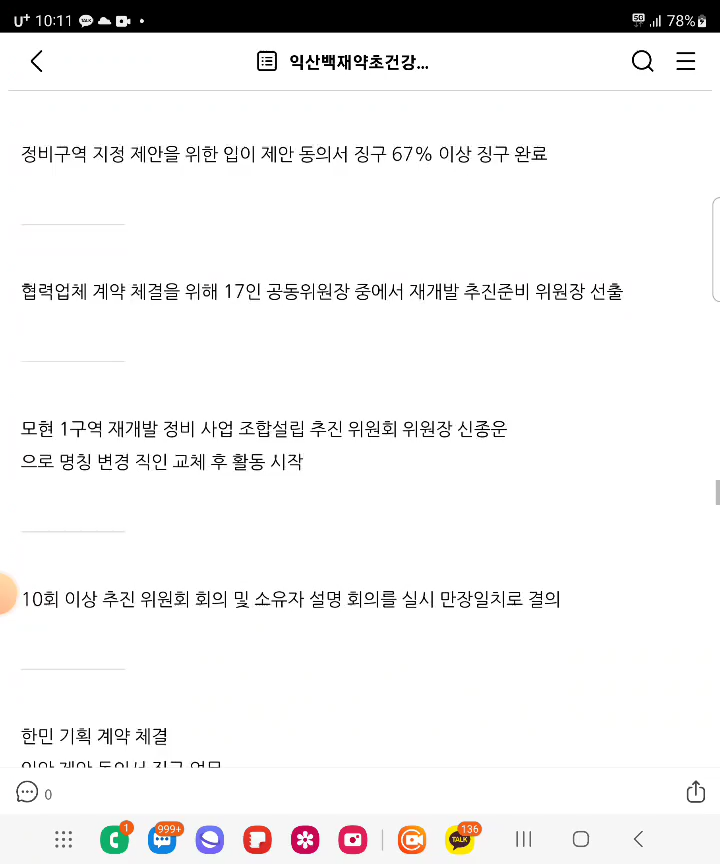 U+ 10:11 TALK 5G 78%
익산백재약초건강...
정비구역 지정 제안을 위한 입이 제안 동의서 징구 67% 이상 징구 완료
협력업체 계약 체결을 위해 17인 공동위원장 중에서 재개발 추진준비 위원장 선출
모현 1구역 재개발 정비 사업 조합설립 추진 위원회 위원장 신종운
으로 명칭 변경 직인 교체 후 활동 시작
10회 이상 추진 위원회 회의 및 소유자 설명 회의를 실시 만장일치로 결의
한민 기획 계약 체결
0
1 999+ TALK 136